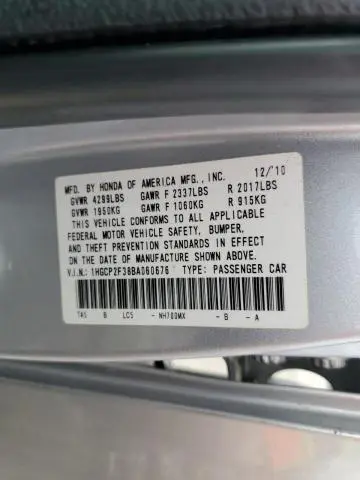 MFD. BY HONDA OF AMERICA MFG., INC. 12/'10
GVWR 4299LBS GAWR F 2337LBS R 2017LBS
GVWR 1950KG GAWR F 1060KG R 915KG
THIS VEHICLE CONFORMS TO ALL APPLICABLE
FEDERAL MOTOR VEHICLE SAFETY, BUMPER,
AND THEFT PREVENTION STANDARDS IN EFFECT
ON THE DATE OF MANUFACTURE SHOWN ABOVE.
V.I.N.: 1HGCP2F38BA060676 TYPE: PASSENGER CAR
TA5 B LC5 - NH700MX - B - A